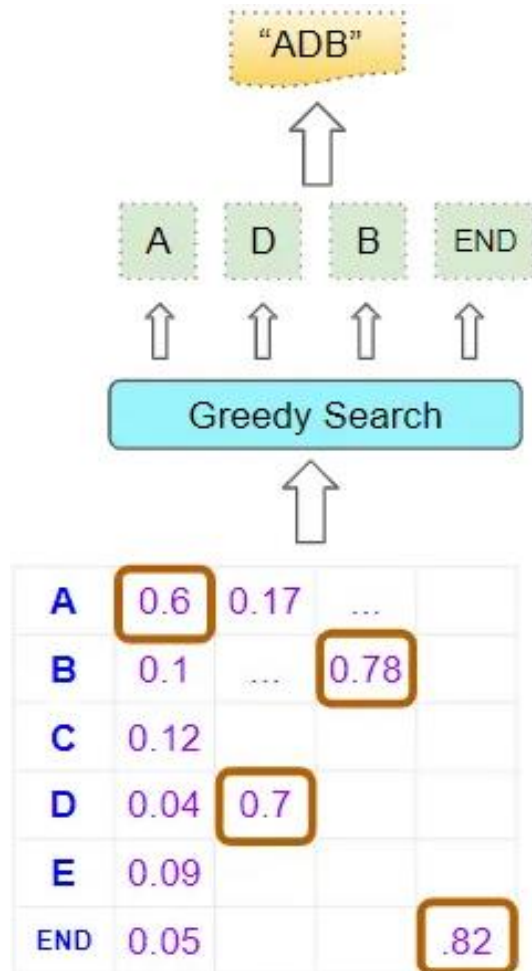 “ADB”
A D B END
Greedy Search
A 0.6 0.17 ...
B 0.1 ... 0.78
C 0.12
D 0.04 0.7
E 0.09
END 0.05 .82